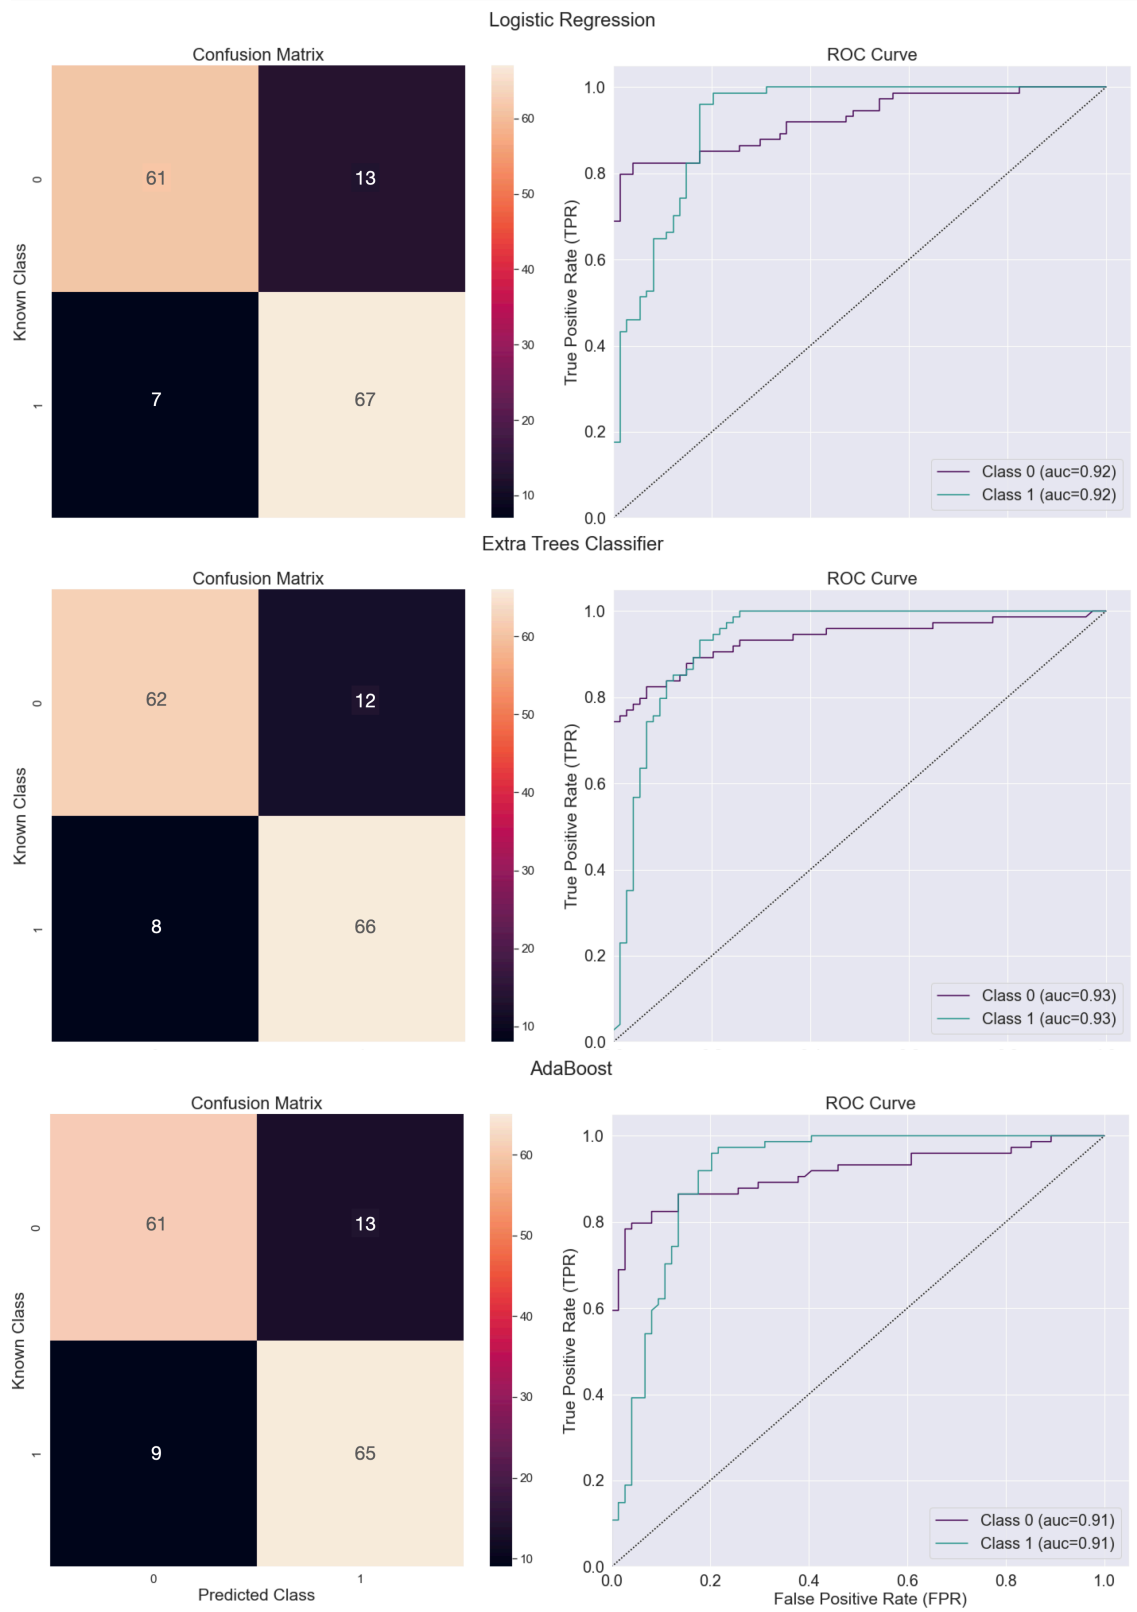 Logistic Regression
Confusion Matrix
0
1
Known Class
61
13
7
67
60
50
40
30
20
10
ROC Curve
True Positive Rate (TPR)
1.0
0.8
0.6
0.4
0.2
0.0
Class 0 (auc=0.92)
Class 1 (auc=0.92)
Extra Trees Classifier
Confusion Matrix
0
1
Known Class
62
12
8
66
60
50
40
30
20
10
ROC Curve
True Positive Rate (TPR)
1.0
0.8
0.6
0.4
0.2
0.0
Class 0 (auc=0.93)
Class 1 (auc=0.93)
AdaBoost
Confusion Matrix
0
1
Known Class
61
13
9
65
0
1
Predicted Class
60
50
40
30
20
10
ROC Curve
True Positive Rate (TPR)
1.0
0.8
0.6
0.4
0.2
0.0
Class 0 (auc=0.91)
Class 1 (auc=0.91)
0.0 0.2 0.4 0.6 0.8 1.0
False Positive Rate (FPR)